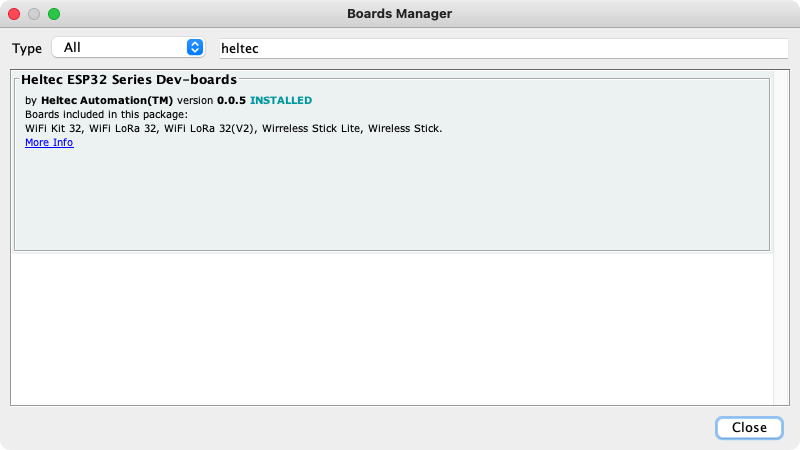 Boards Manager
Type All heltec
Heltec ESP32 Series Dev-boards
by Heltec Automation(TM) version 0.0.5 INSTALLED
Boards included in this package:
WiFi Kit 32, WiFi LoRa 32, WiFi LoRa 32(V2), Wirreless Stick Lite, Wireless Stick.
More Info
Close